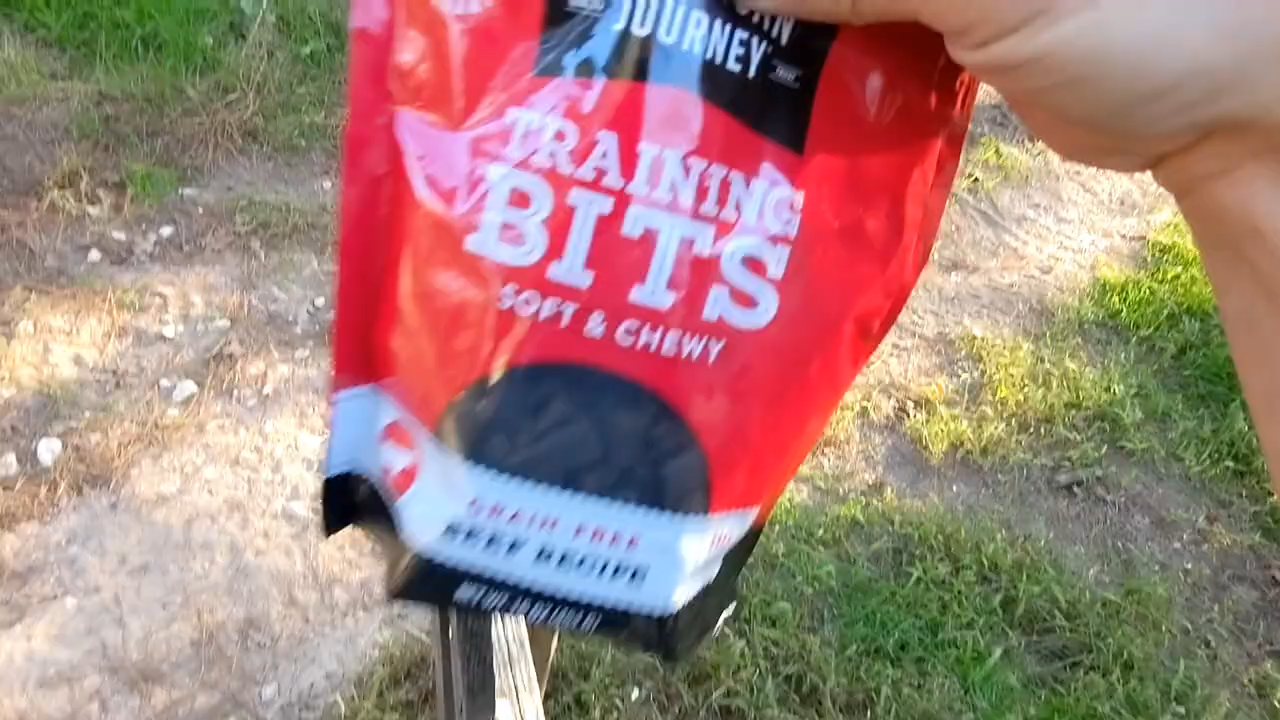 JOURNEY
TRAINING
BITS
SOFT & CHEWY
GRAIN FREE
BEEF RECIPE